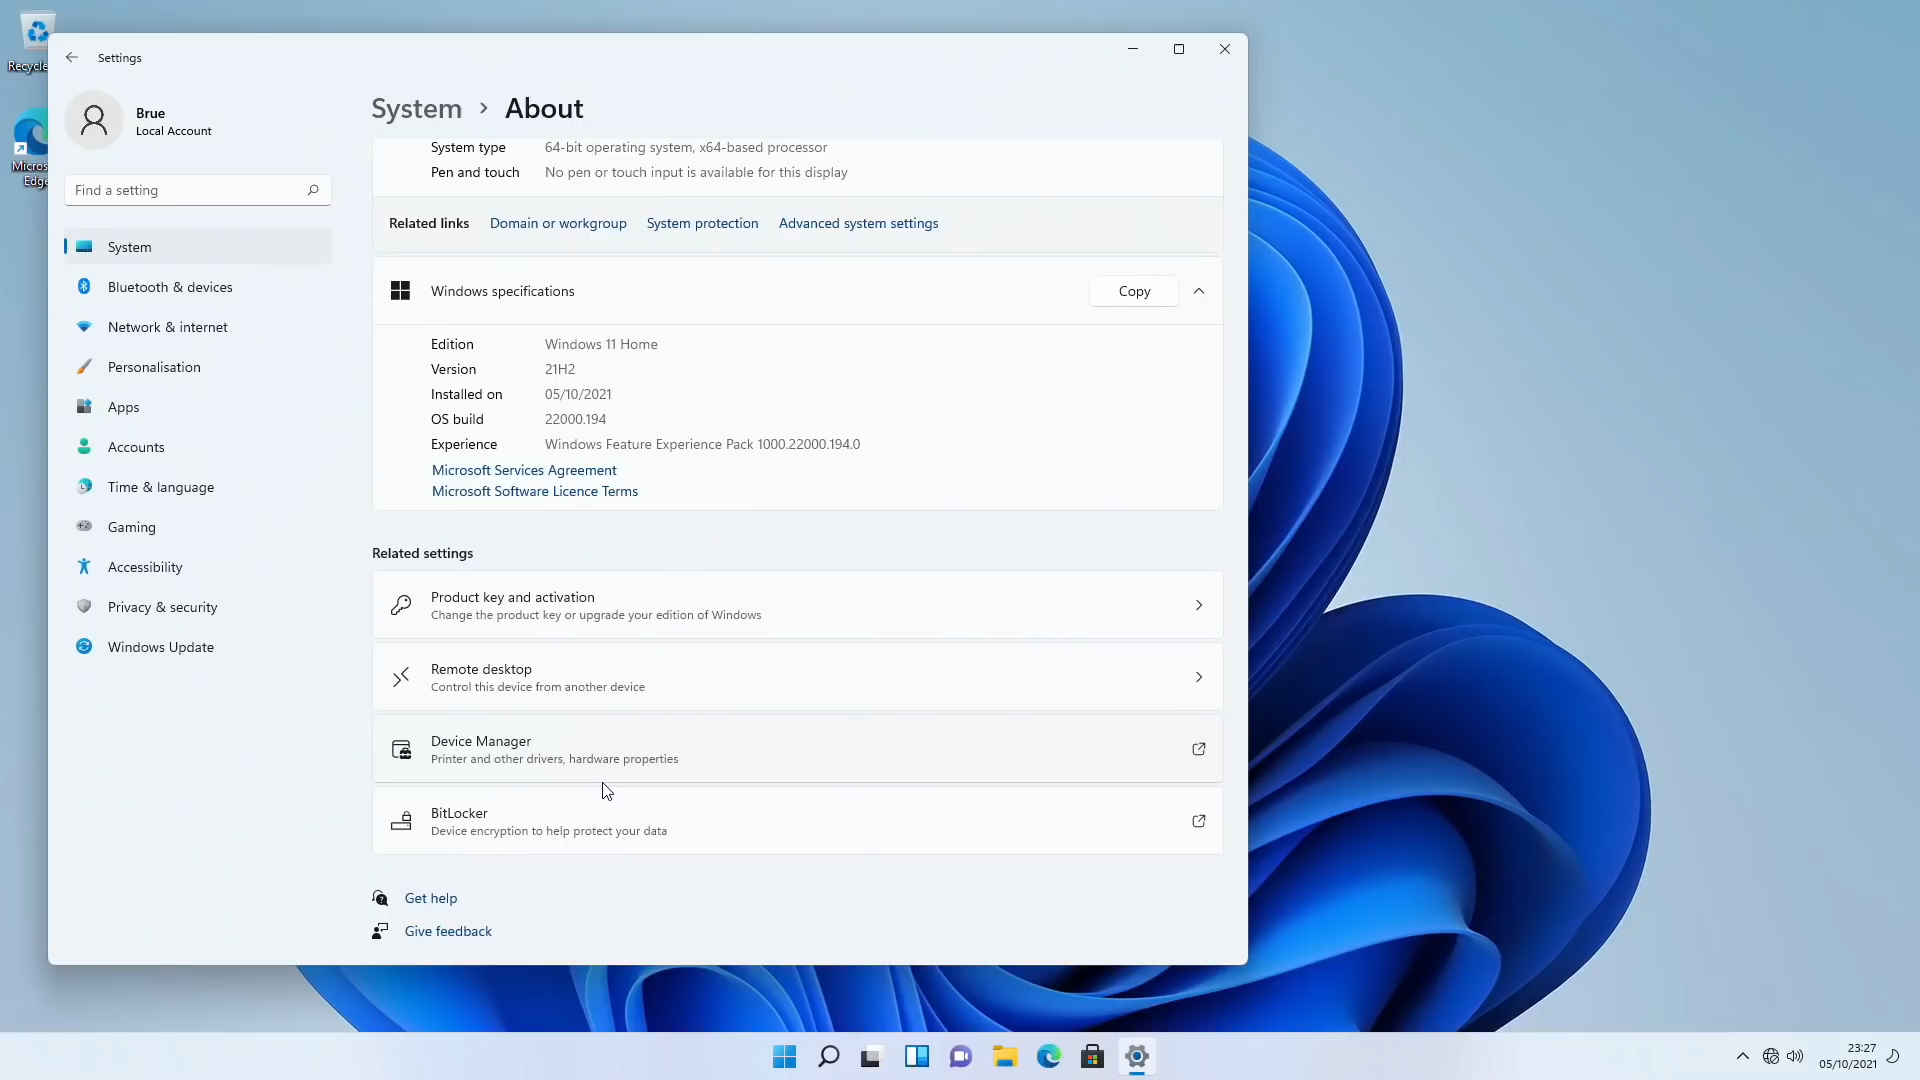 Recycle
Micros
Edge
Settings
Brue
Local Account
Find a setting
System
Bluetooth & devices
Network & internet
Personalisation
Apps
Accounts
Time & language
Gaming
Accessibility
Privacy & security
Windows Update
System › About
System type 64-bit operating system, x64-based processor
Pen and touch No pen or touch input is available for this display
Related links Domain or workgroup System protection Advanced system settings
Windows specifications Copy
Edition Windows 11 Home
Version 21H2
Installed on 05/10/2021
OS build 22000.194
Experience Windows Feature Experience Pack 1000.22000.194.0
Microsoft Services Agreement
Microsoft Software Licence Terms
Related settings
Product key and activation
Change the product key or upgrade your edition of Windows
Remote desktop
Control this device from another device
Device Manager
Printer and other drivers, hardware properties
BitLocker
Device encryption to help protect your data
Get help
Give feedback
23:27
05/10/2021